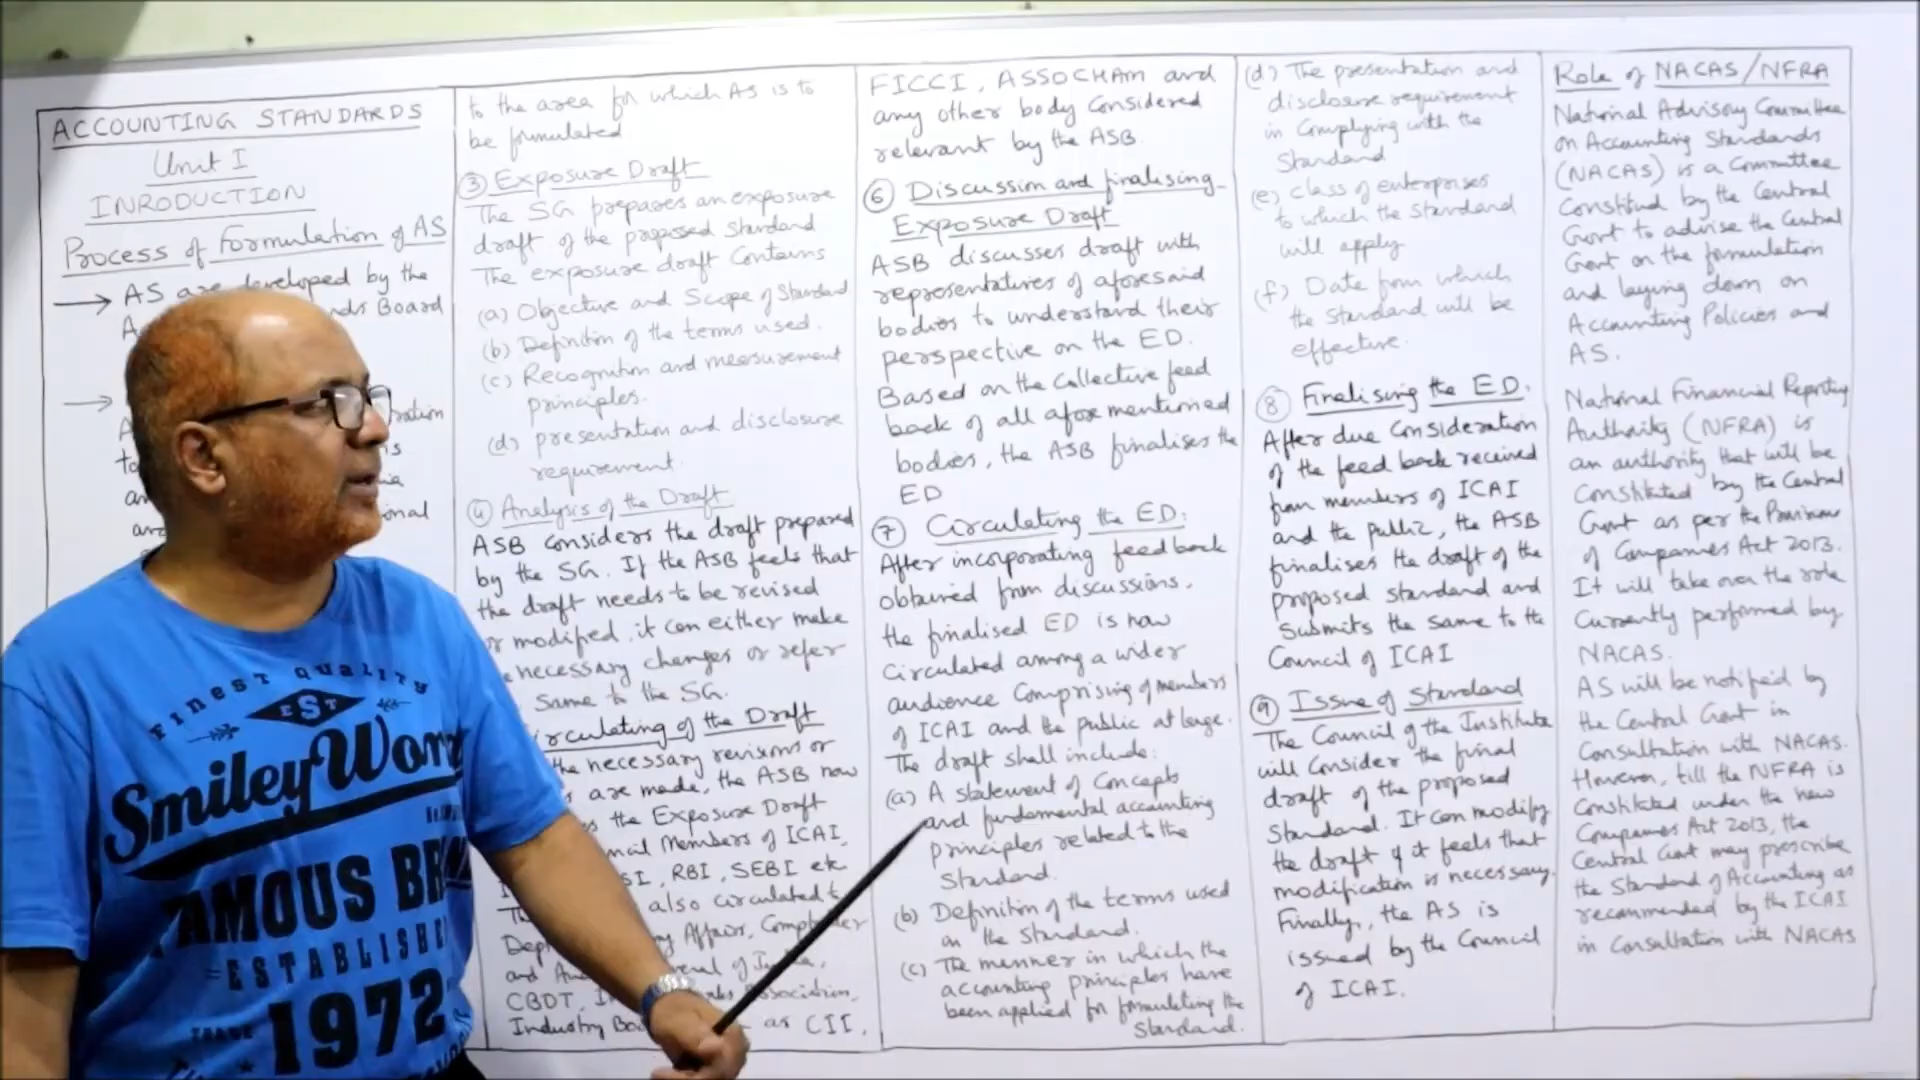 ACCOUNTING STANDARDS
Unit I
INRODUCTION
Process of Formulation of AS
AS are developed by the
Board
to the area for which AS is to
be formulated
③ Exposure Draft
The SG prepares an exposure
draft of the proposed Standard
The exposure draft Contains
(a) Objective and Scope of Standard
(b) Definition of the terms used.
(c) Recognition and measurement
principles.
(d) presentation and disclosure
requirement.
④ Analysis of the Draft
ASB Considers the draft prepared
by the SG. If the ASB feels that
the draft needs to be revised
or modified, it can either make
necessary changes or refer
Same to the SG.
of the Draft
necessary revisions or
are made, the ASB now
the Exposure Draft
Members of ICAI,
RBI, SEBI etc
also circulated to
Affairs,
and
CBDT,
Industry as CII,
FICCI, ASSOCHAM and
any other body Considered
relevant by the ASB.
⑥ Discussion and finalising
Exposure Draft
ASB discusses draft with
representatives of aforesaid
bodies to understand their
perspective on the ED.
Based on the Collective feed
back of all afore mentioned
bodies, the ASB finalises the
ED
⑦ Circulating the ED:
After incorporating feedback
obtained from discussions,
the finalised ED is now
Circulated among a wider
audience Comprising of members
of ICAI and the public at large.
The draft shall include:
(a) A Statement of Concepts
and fundamental accounting
principles related to the
Standard.
(b) Definition of the terms used
in the Standard.
(c) The manner in which the
accounting principles have
been applied for formulating the
Standard.
(d) The presentation and
disclosure requirement
in Complying with the
Standard
(e) Class of enterprises
to which the Standard
will apply
(f) Date from which
the Standard will be
effective.
⑧ Finalising the ED.
After due Consideration
of the feed back received
from members of ICAI
and the public, the ASB
finalises the draft of the
proposed standard and
Submits the same to the
Council of ICAI
⑨ Issue of Standard
The Council of the Institute
will Consider the final
draft of the proposed
Standard. It can modify
the draft if it feels that
modification is necessary.
Finally, the AS is
issued by the Council
of ICAI.
Role of NACAS/NFRA
National Advisory Committee
on Accounting Standards
(NACAS) is a Committee
by the Central
Govt to advise the Central
Govt on the formulation
and laying down on
Accounting Policies and
AS.
National Financial Reporting
Authority (NFRA) is
an authority that will be
Constituted by the Central
Govt as per the Provisions
of Companies Act 2013.
It will take over the role
Currently performed by
NACAS.
AS will be notified by
the Central Govt in
Consultation with NACAS.
However, till the NFRA is
Constituted under the new
Companies Act 2013, the
Central Govt may prescribe
the Standard of Accounting as
recommended by the ICAI
in Consultation with NACAS
FINEST QUALITY
EST
Smiley
FAMOUS
ESTABLISHED
1972